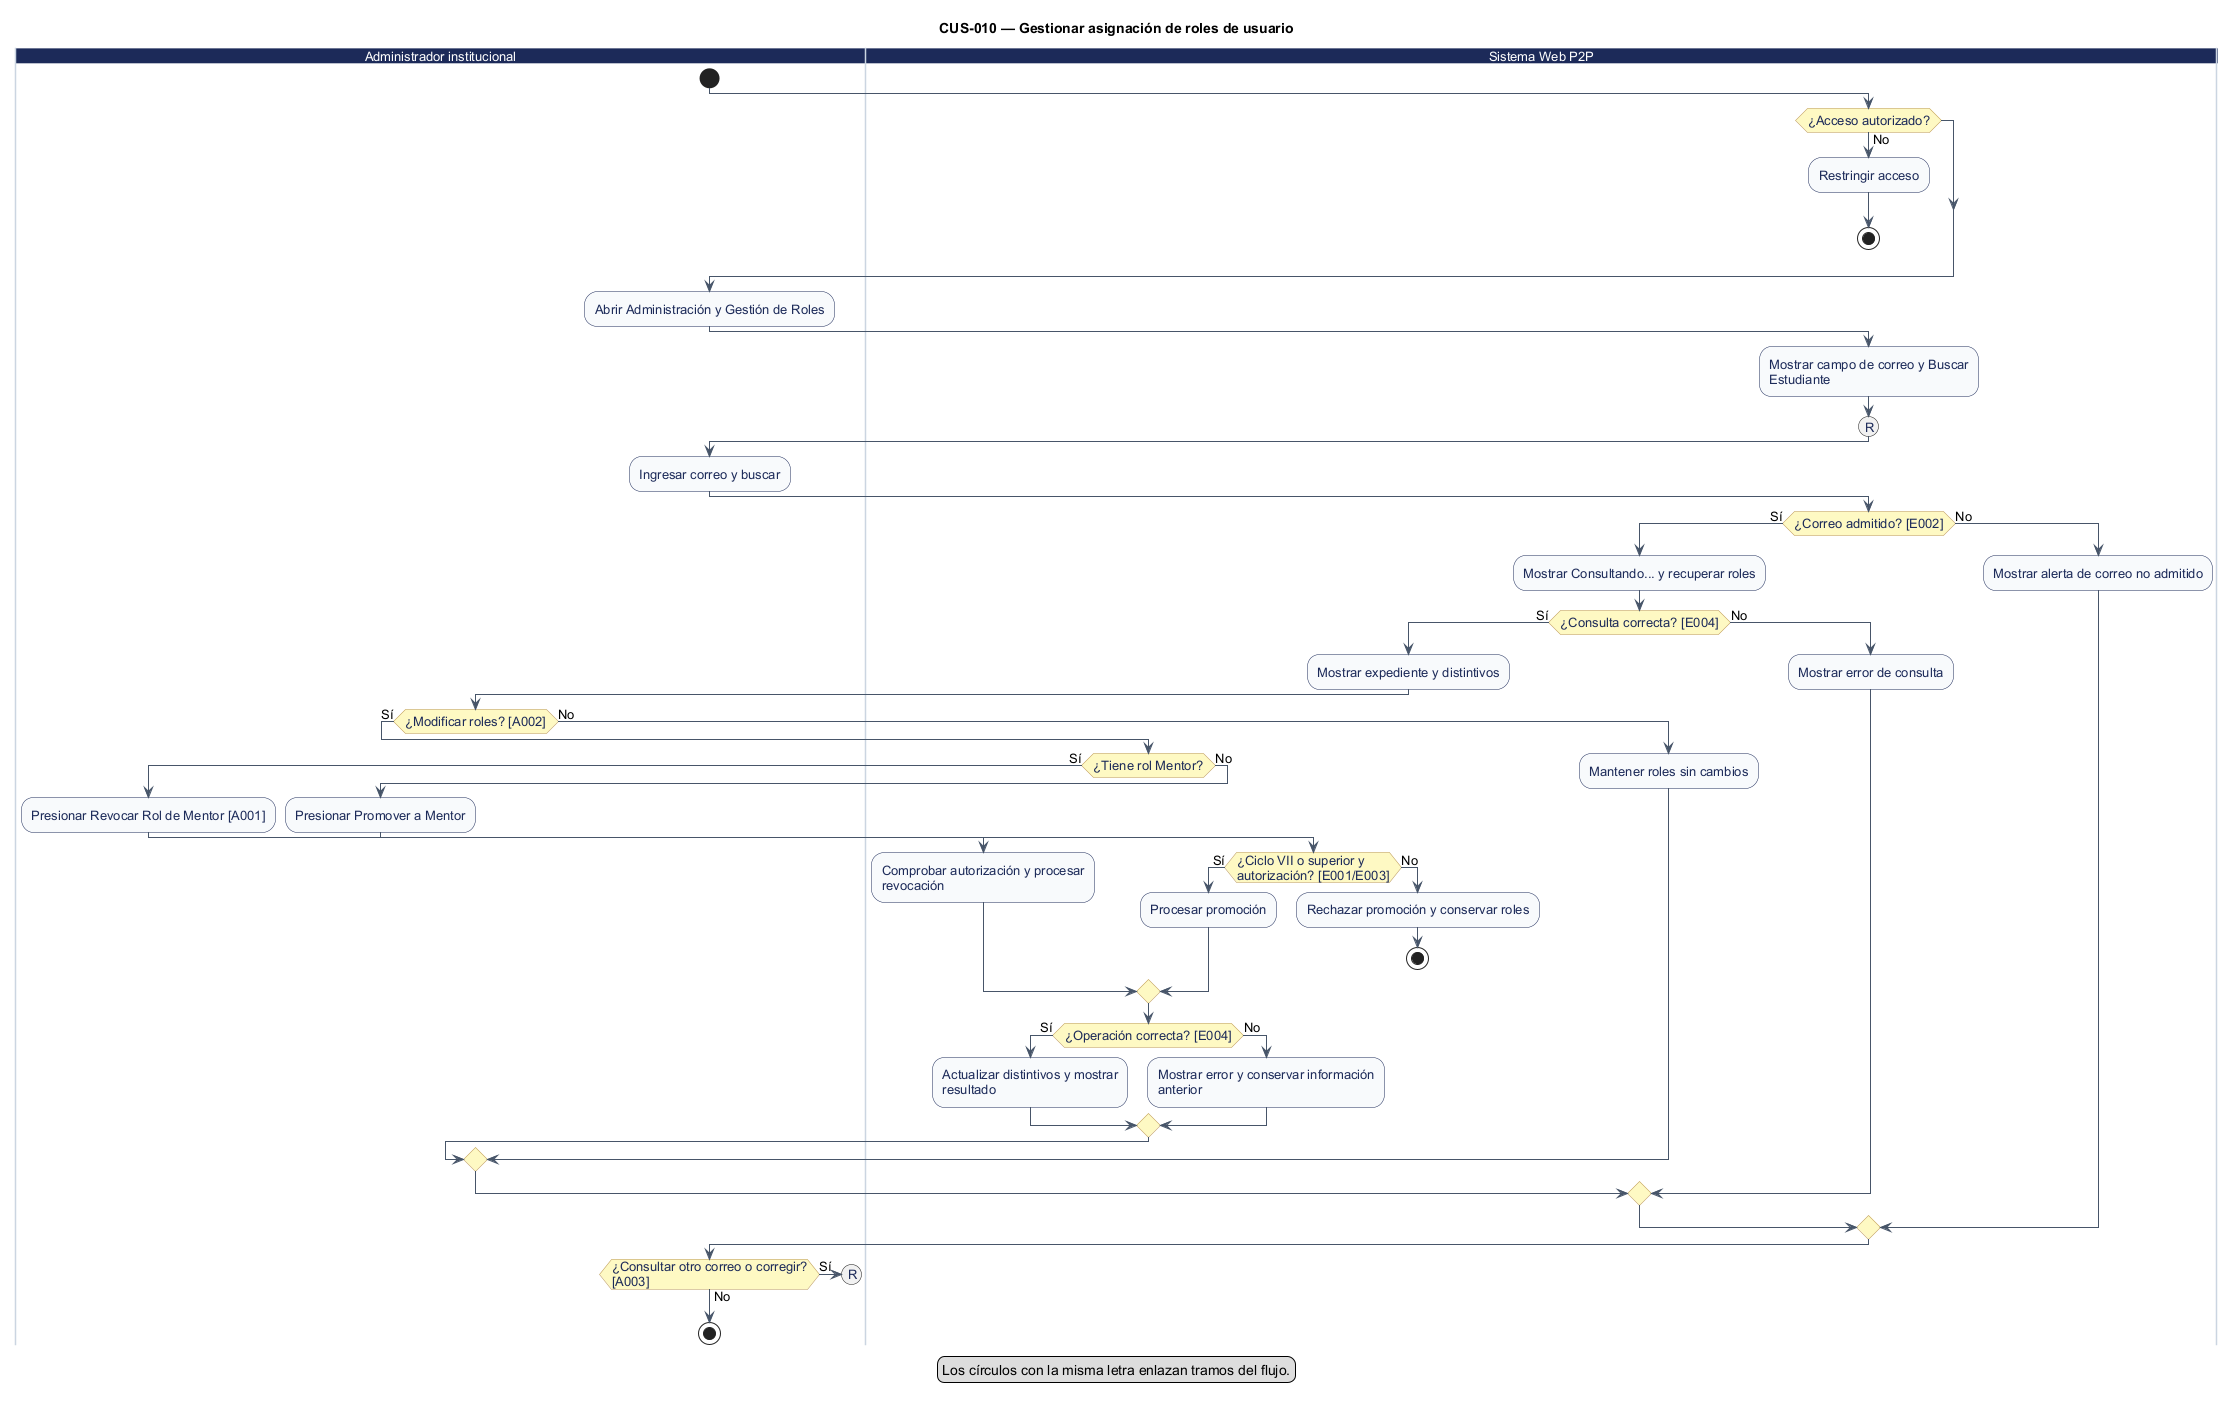 CUS-010 — Gestionar asignación de roles de usuario
Administrador institucional
Sistema Web P2P
¿Acceso autorizado?
No
Restringir acceso
Abrir Administración y Gestión de Roles
Mostrar campo de correo y Buscar
Estudiante
R
Ingresar correo y buscar
Sí
¿Correo admitido? [E002]
No
Mostrar Consultando... y recuperar roles
Mostrar alerta de correo no admitido
Sí
¿Consulta correcta? [E004]
No
Mostrar expediente y distintivos
Mostrar error de consulta
Sí
¿Modificar roles? [A002]
No
Sí
¿Tiene rol Mentor?
No
Mantener roles sin cambios
Presionar Revocar Rol de Mentor [A001]
Presionar Promover a Mentor
Comprobar autorización y procesar
revocación
Sí
¿Ciclo VII o superior y
autorización? [E001/E003]
No
Procesar promoción
Rechazar promoción y conservar roles
Sí
¿Operación correcta? [E004]
No
Actualizar distintivos y mostrar
resultado
Mostrar error y conservar información
anterior
¿Consultar otro correo o corregir?
[A003]
Sí
R
No
Los círculos con la misma letra enlazan tramos del flujo.